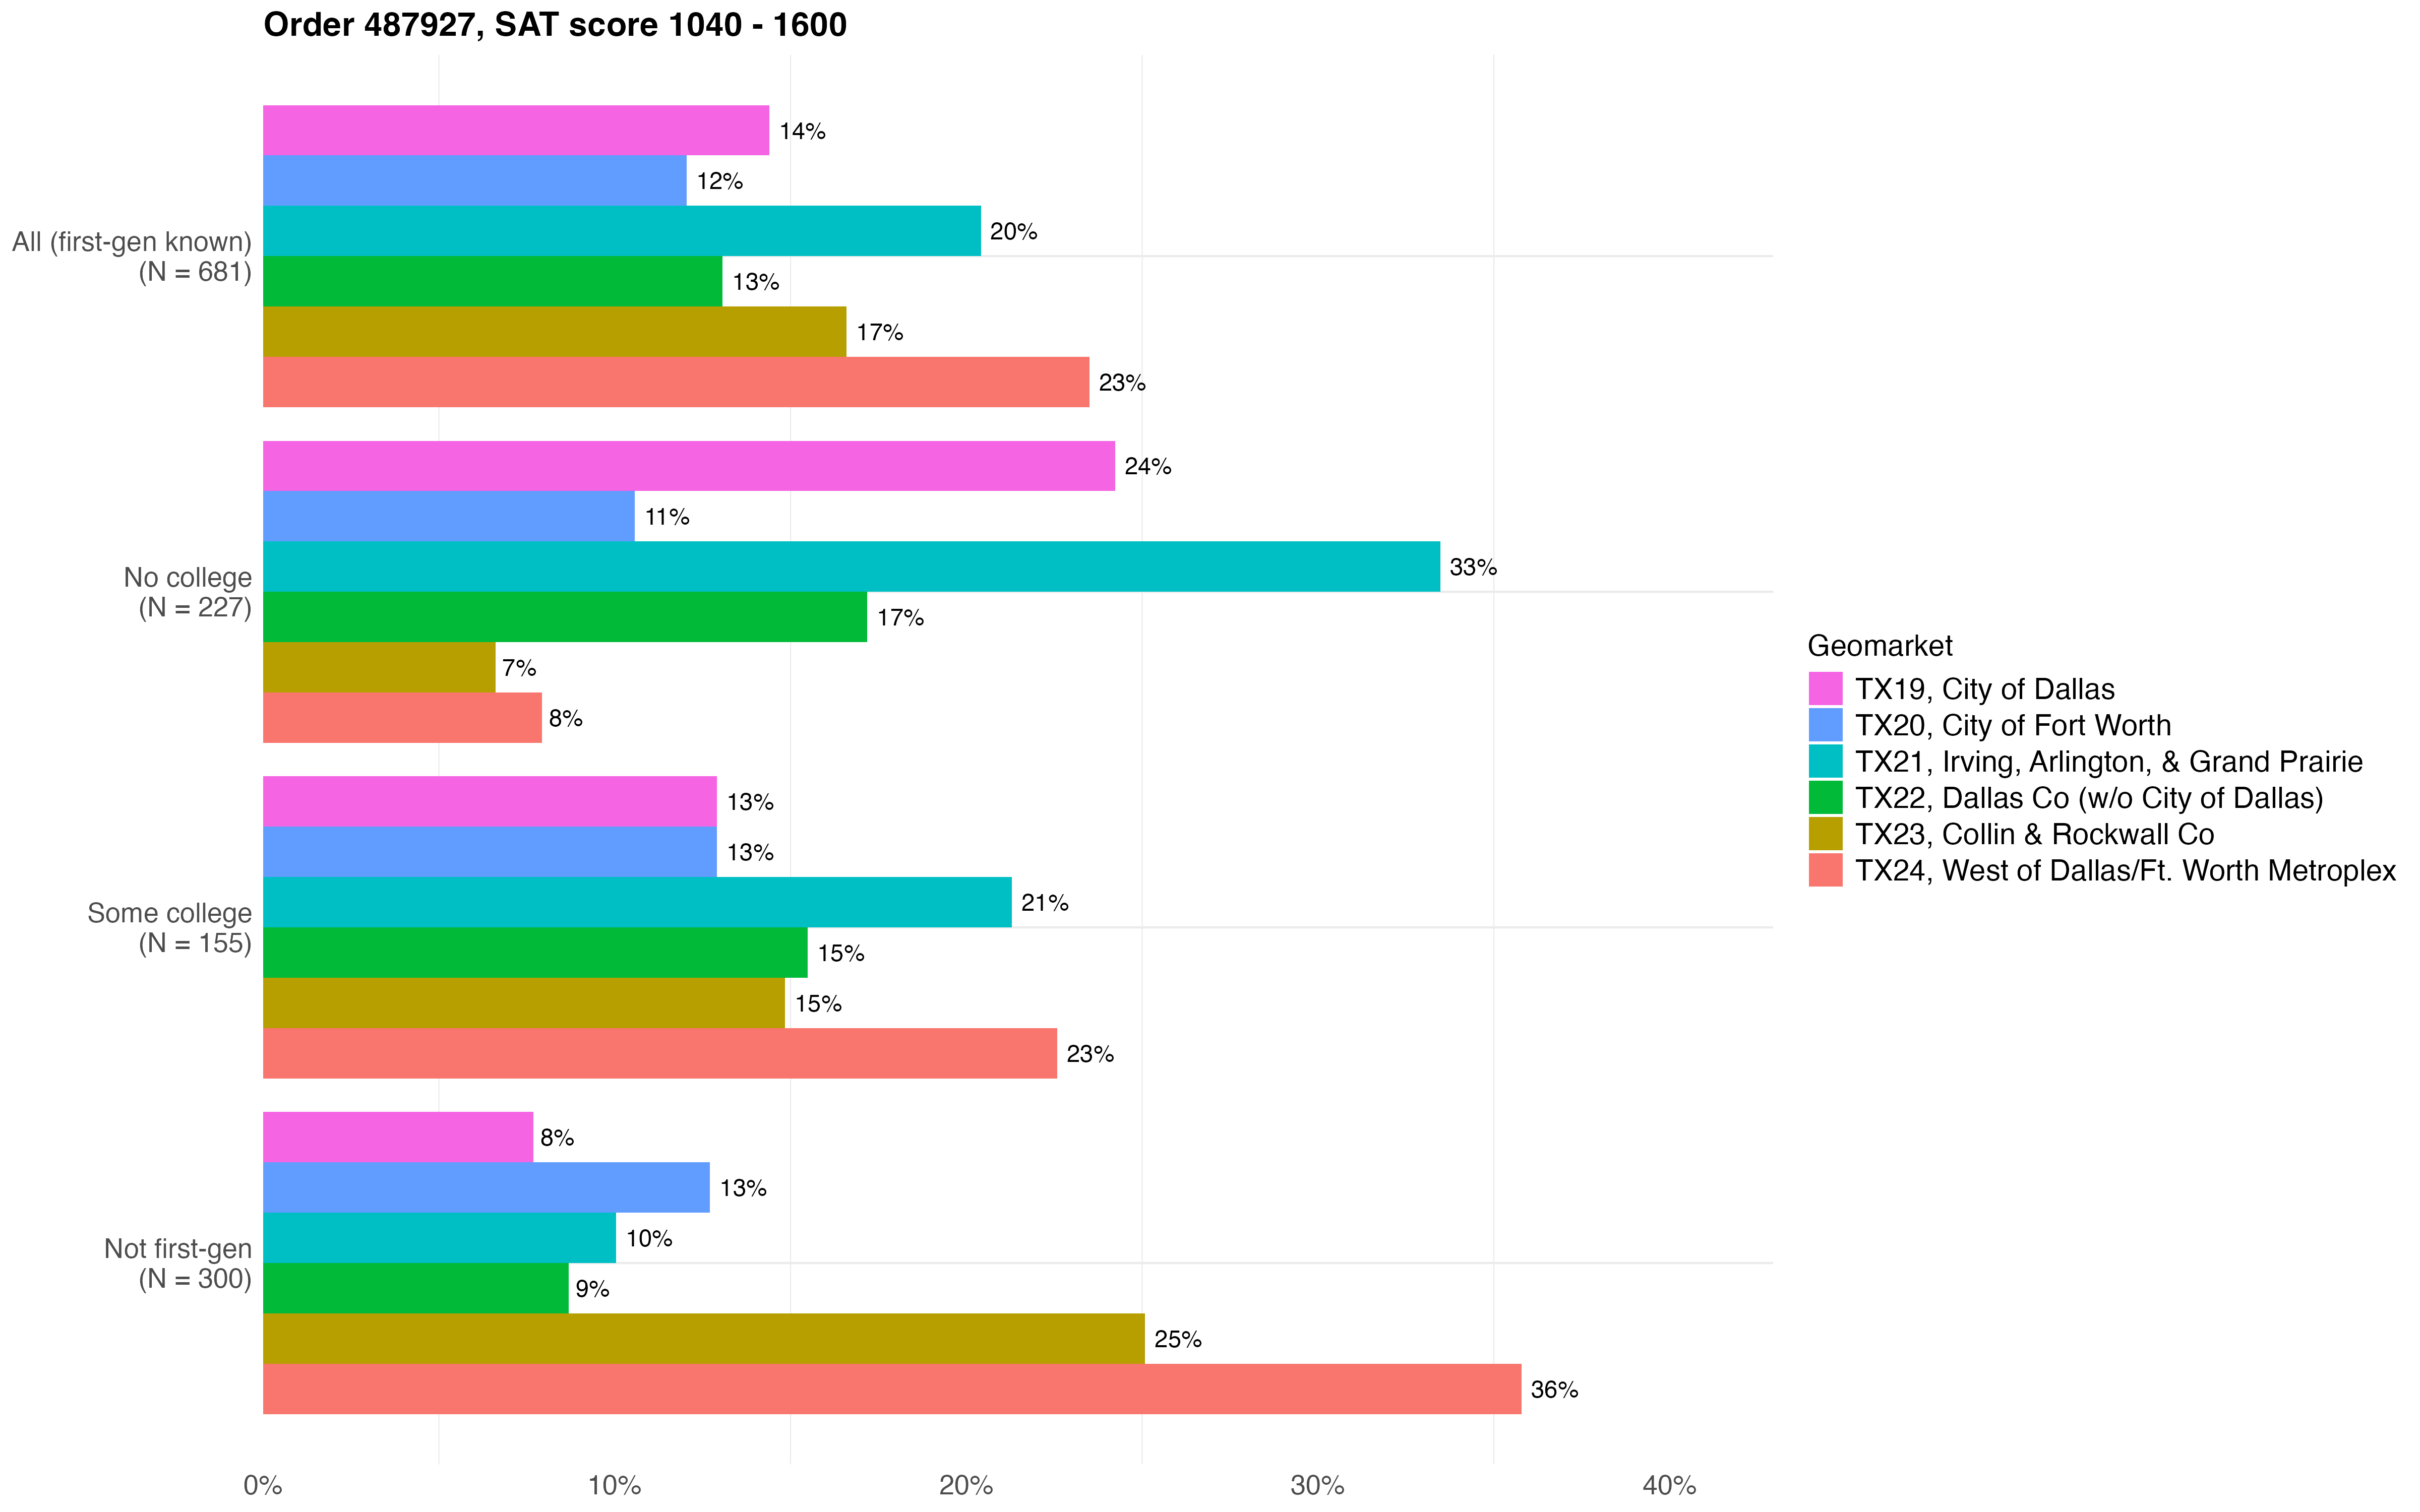 Order 487927, SAT score 1040 - 1600
All (first-gen known)
(N = 681)
14%
12%
20%
13%
17%
23%
No college
(N = 227)
24%
11%
33%
17%
7%
8%
Some college
(N = 155)
13%
13%
21%
15%
15%
23%
Not first-gen
(N = 300)
8%
13%
10%
9%
25%
36%
0%
10%
20%
30%
40%
Geomarket
TX19, City of Dallas
TX20, City of Fort Worth
TX21, Irving, Arlington, & Grand Prairie
TX22, Dallas Co (w/o City of Dallas)
TX23, Collin & Rockwall Co
TX24, West of Dallas/Ft. Worth Metroplex